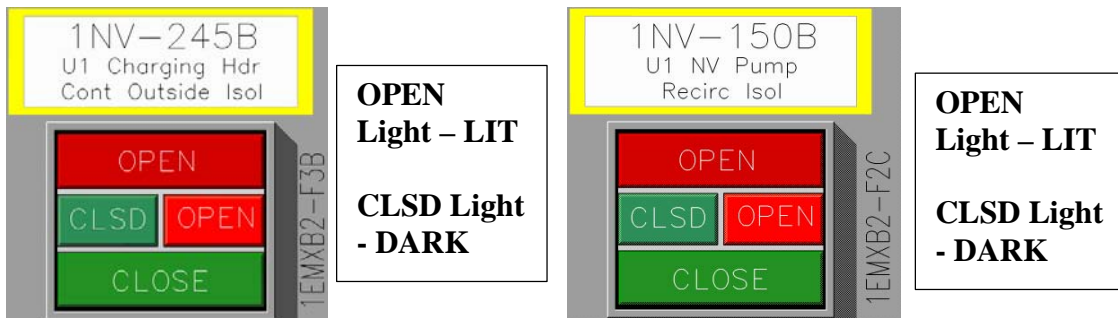 1NV-245B
U1 Charging Hdr
Cont Outside Isol
OPEN
CLSD OPEN
CLOSE
1EMXB2-F3B
OPEN
Light – LIT
CLSD Light
- DARK
1NV-150B
U1 NV Pump
Recirc Isol
OPEN
CLSD OPEN
CLOSE
1EMXB2-F2C
OPEN
Light – LIT
CLSD Light
- DARK